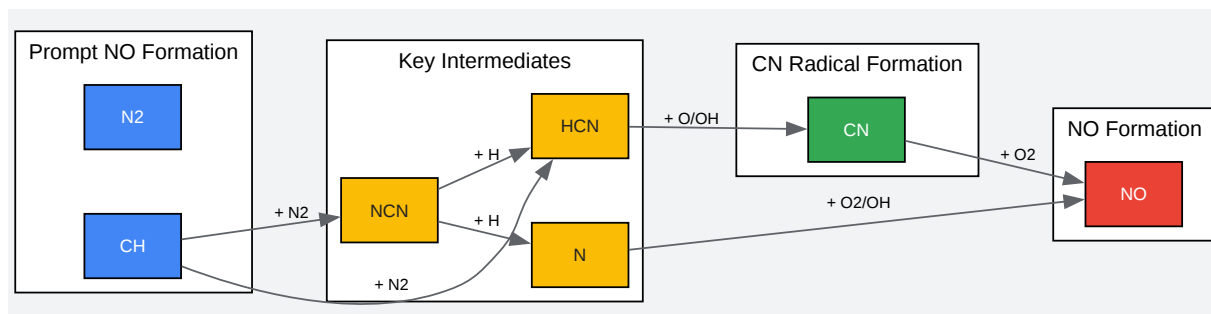 Prompt NO Formation
N2
CH
+ N2
+ N2
Key Intermediates
NCN
+ H
+ H
HCN
N
+ O/OH
CN Radical Formation
CN
+ O2
+ O2/OH
NO Formation
NO